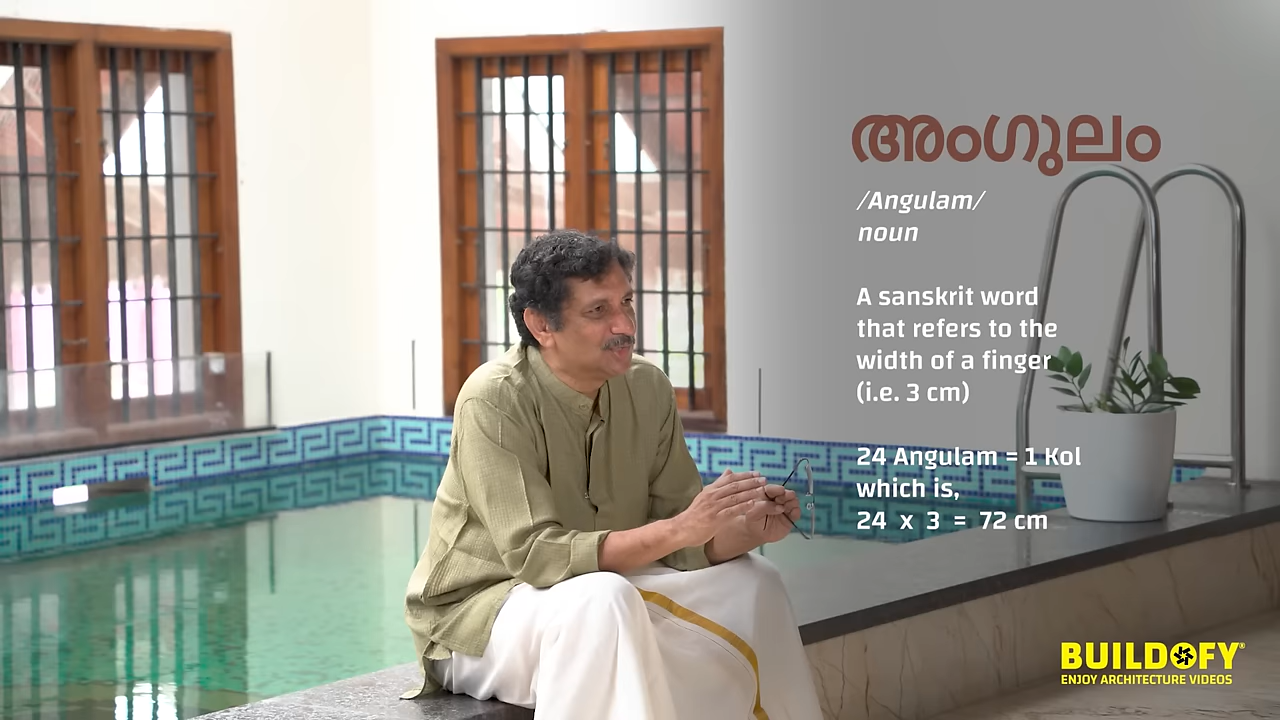 അംഗുലം
/Angulam/
noun
A sanskrit word
that refers to the
width of a finger
(i.e. 3 cm)
24 Angulam = 1 Kol
which is,
24 x 3 = 72 cm
BUILDOFY®
ENJOY ARCHITECTURE VIDEOS